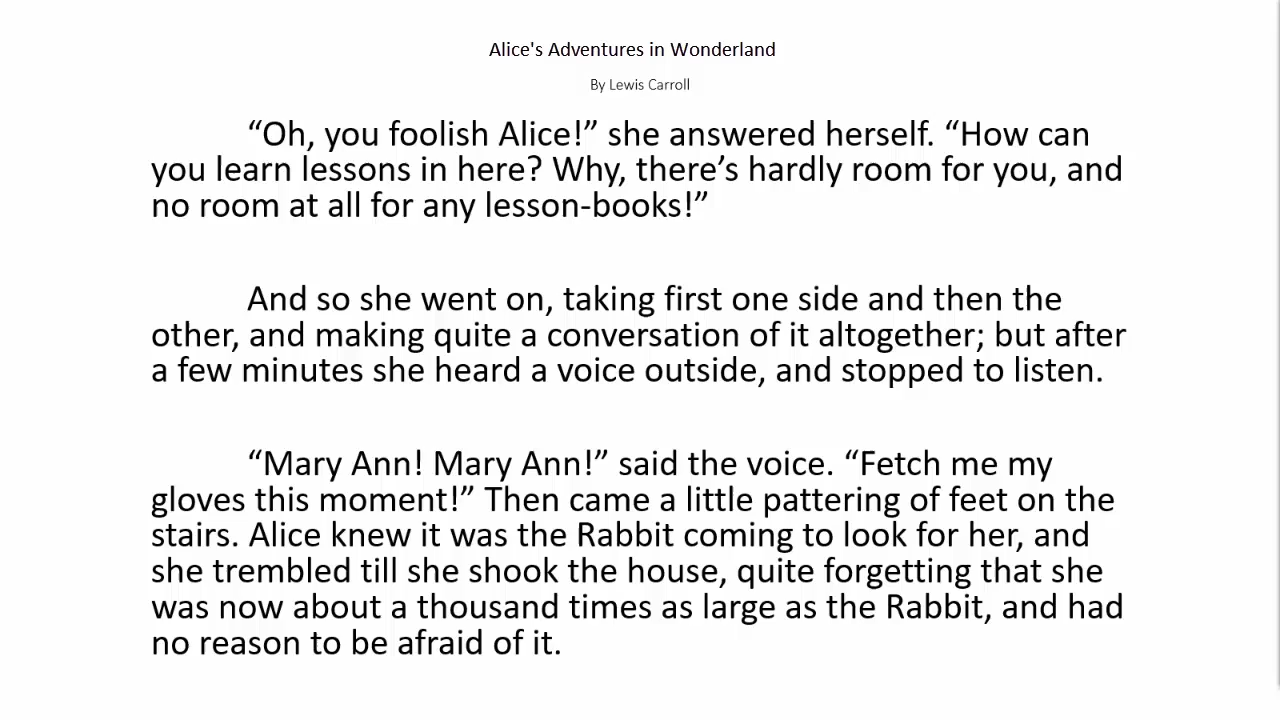 Alice's Adventures in Wonderland
By Lewis Carroll
“Oh, you foolish Alice!” she answered herself. “How can
you learn lessons in here? Why, there’s hardly room for you, and
no room at all for any lesson-books!”
And so she went on, taking first one side and then the
other, and making quite a conversation of it altogether; but after
a few minutes she heard a voice outside, and stopped to listen.
“Mary Ann! Mary Ann!” said the voice. “Fetch me my
gloves this moment!” Then came a little pattering of feet on the
stairs. Alice knew it was the Rabbit coming to look for her, and
she trembled till she shook the house, quite forgetting that she
was now about a thousand times as large as the Rabbit, and had
no reason to be afraid of it.